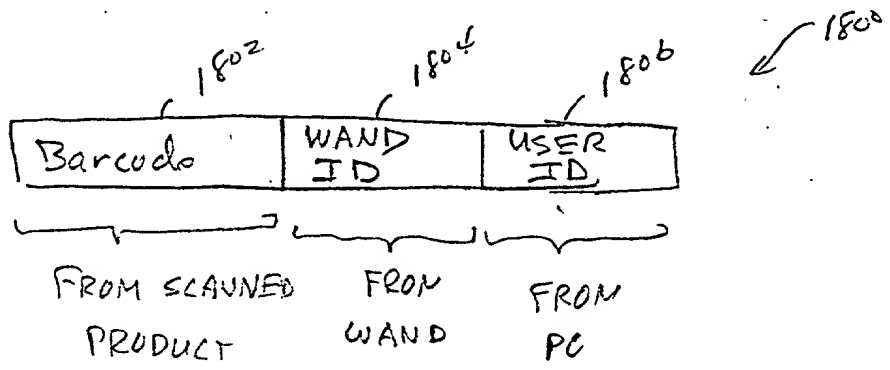 1800
1802
1804
1806
Barcode
WAND
ID
USER
ID
FROM SCANNED
PRODUCT
FROM
WAND
FROM
PC